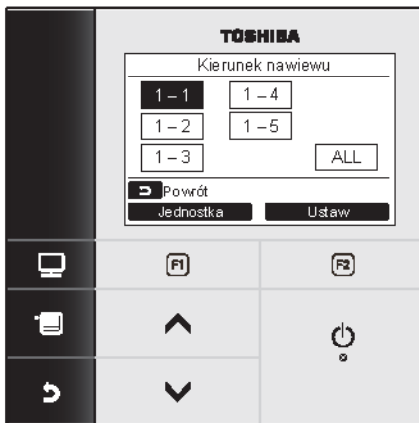 TOSHIBA
Kierunek nawiewu
1 – 1 1 – 4
1 – 2 1 – 5
1 – 3 ALL
Powrót
Jednostka Ustaw
F1 F2